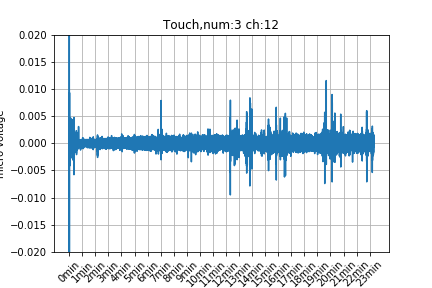 Touch,num:3 ch:12
0.020
0.015
0.010
0.005
0.000
−0.005
−0.010
−0.015
−0.020
micro voltage
0min
1min
2min
3min
4min
5min
6min
7min
8min
9min
10min
11min
12min
13min
14min
15min
16min
17min
18min
19min
20min
21min
22min
23min